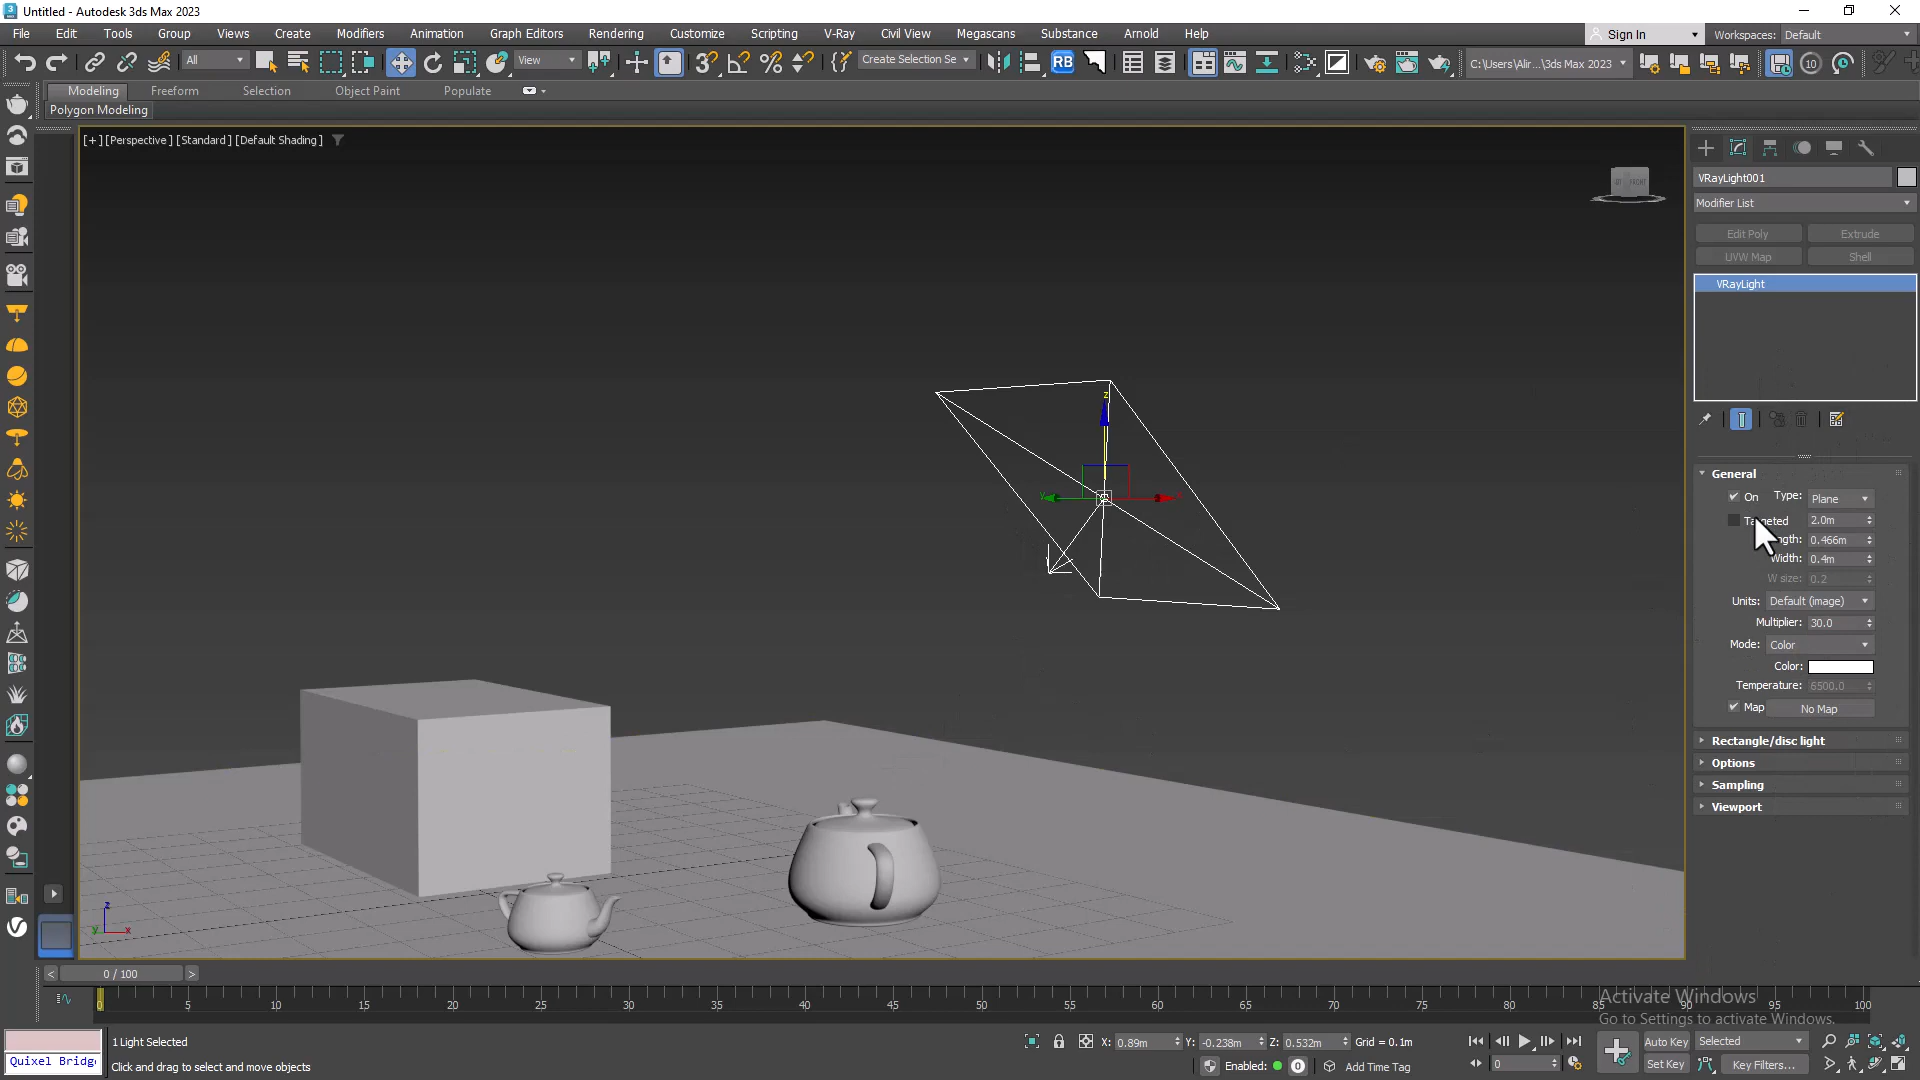 Untitled - Autodesk 3ds Max 2023
File Edit Tools Group Views Create Modifiers Animation Graph Editors Rendering Customize Scripting V-Ray Civil View Megascans Substance Arnold Help
Sign In Workspaces: Default
All View Create Selection Se C:\Users\Alir...\3ds Max 2023
Modeling Freeform Selection Object Paint Populate
Polygon Modeling
[+] [Perspective] [Standard] [Default Shading]
VRayLight001
Modifier List
Edit Poly Extrude
UVW Map Shell
VRayLight
General
On Type: Plane
Targeted 2.0m
0.466m
Width: 0.4m
W size: 0.2
Units: Default (image)
Multiplier: 30.0
Mode: Color
Color:
Temperature: 6500.0
Map No Map
Rectangle/disc light
Options
Sampling
Viewport
z
x
y
z
y x
0 / 100
0 5 10 15 20 25 30 35 40 45 50 55 60 65 70 75 80 85 90 95 100
Activate Windows
Go to Settings to activate Windows.
1 Light Selected
Click and drag to select and move objects
Quixel Bridge
X: 0.89m Y: -0.238m Z: 0.532m Grid = 0.1m
Enabled: 0 Add Time Tag
0
Auto Key Selected
Set Key Key Filters...